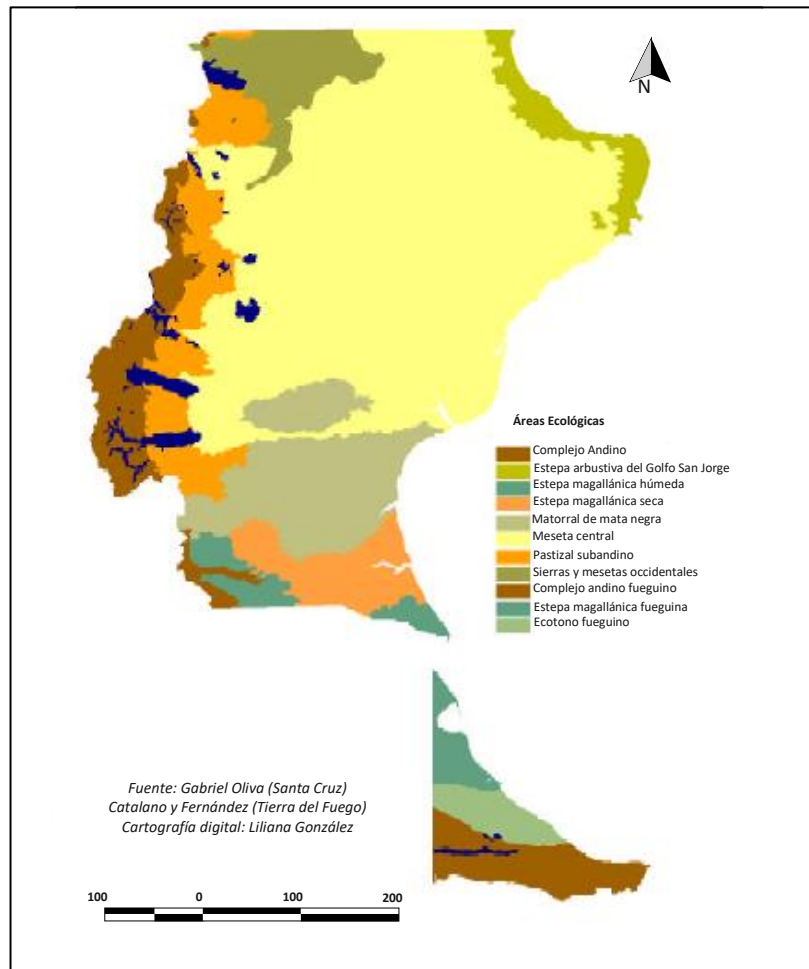 N
Áreas Ecológicas
Complejo Andino
Estepa arbustiva del Golfo San Jorge
Estepa magallánica húmeda
Estepa magallánica seca
Matorral de mata negra
Meseta central
Pastizal subandino
Sierras y mesetas occidentales
Complejo andino fueguino
Estepa magallánica fueguina
Ecotono fueguino
Fuente: Gabriel Oliva (Santa Cruz)
Catalano y Fernández (Tierra del Fuego)
Cartografía digital: Liliana González
100 0 100 200